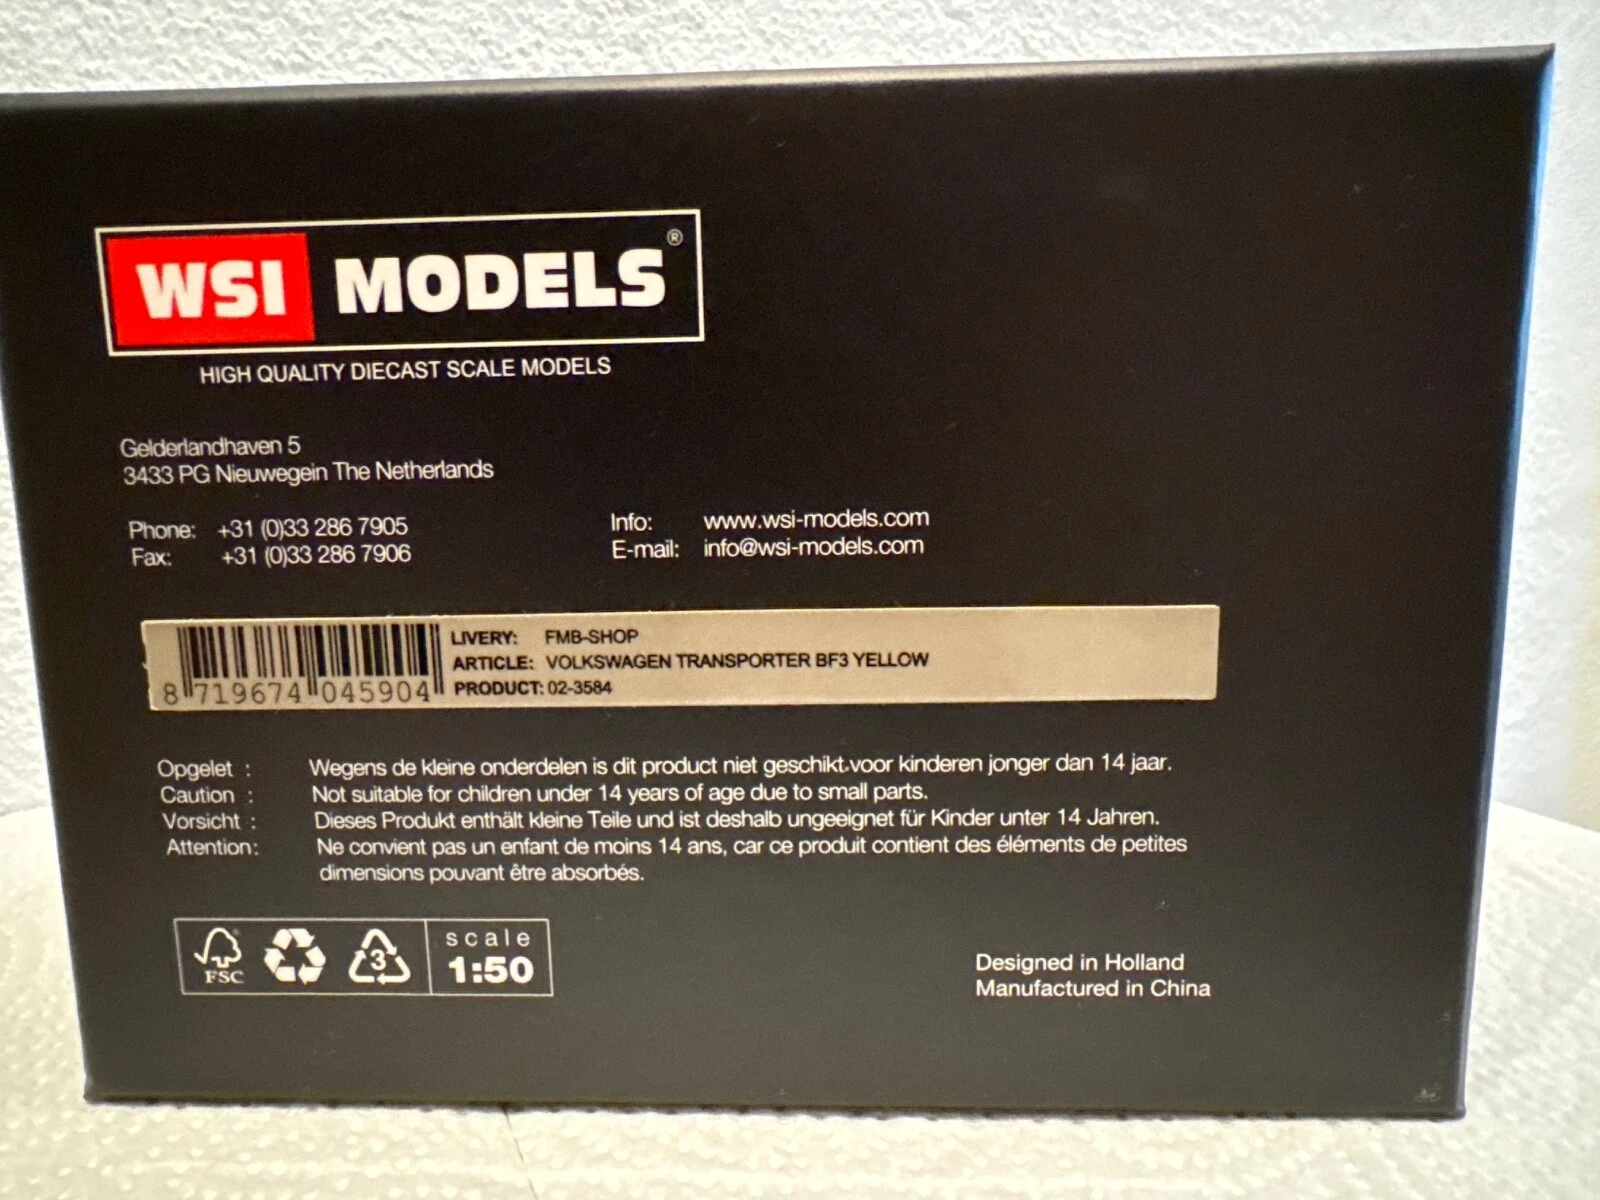 WSI MODELS®
HIGH QUALITY DIECAST SCALE MODELS
Gelderlandhaven 5
3433 PG Nieuwegein The Netherlands
Phone: +31 (0)33 286 7905
Fax: +31 (0)33 286 7906
Info: www.wsi-models.com
E-mail: info@wsi-models.com
8 719674 045904
LIVERY: FMB-SHOP
ARTICLE: VOLKSWAGEN TRANSPORTER BF3 YELLOW
PRODUCT: 02-3584
Opgelet : Wegens de kleine onderdelen is dit product niet geschikt voor kinderen jonger dan 14 jaar.
Caution : Not suitable for children under 14 years of age due to small parts.
Vorsicht : Dieses Produkt enthält kleine Teile und ist deshalb ungeeignet für Kinder unter 14 Jahren.
Attention: Ne convient pas un enfant de moins 14 ans, car ce produit contient des éléments de petites
dimensions pouvant être absorbés.
FSC
3
scale
1:50
Designed in Holland
Manufactured in China